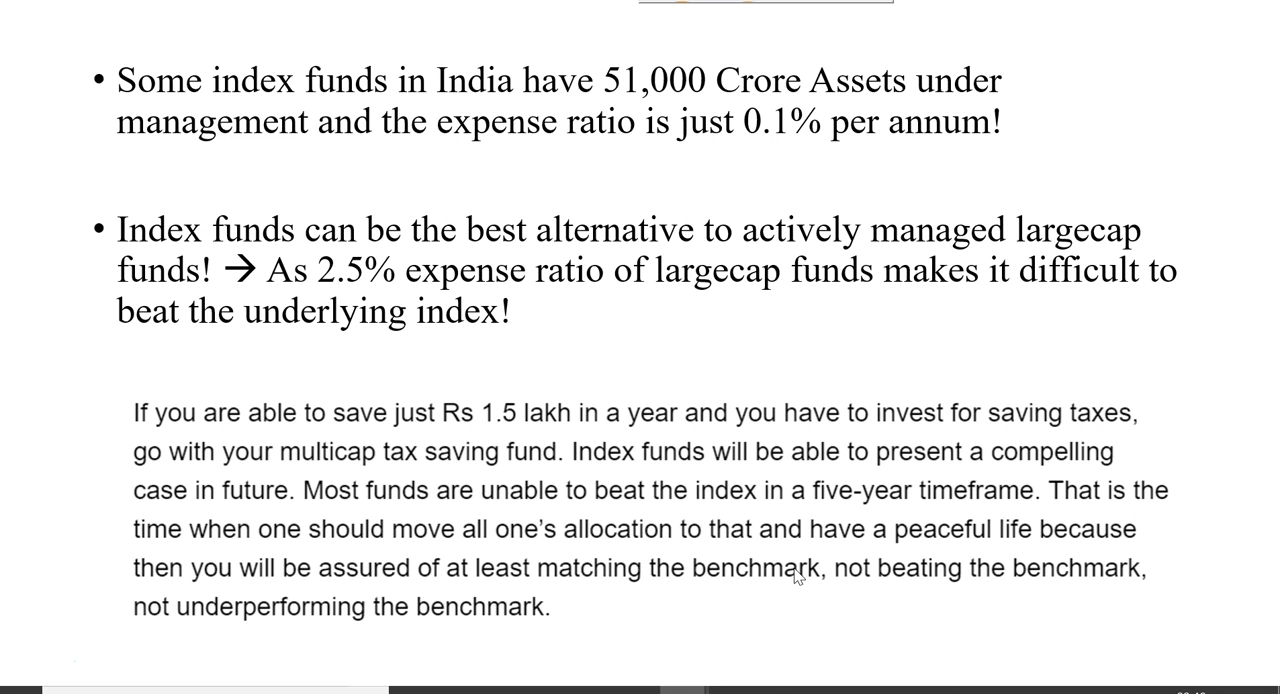 • Some index funds in India have 51,000 Crore Assets under
management and the expense ratio is just 0.1% per annum!
• Index funds can be the best alternative to actively managed largecap
funds! → As 2.5% expense ratio of largecap funds makes it difficult to
beat the underlying index!
If you are able to save just Rs 1.5 lakh in a year and you have to invest for saving taxes,
go with your multicap tax saving fund. Index funds will be able to present a compelling
case in future. Most funds are unable to beat the index in a five-year timeframe. That is the
time when one should move all one’s allocation to that and have a peaceful life because
then you will be assured of at least matching the benchmark, not beating the benchmark,
not underperforming the benchmark.